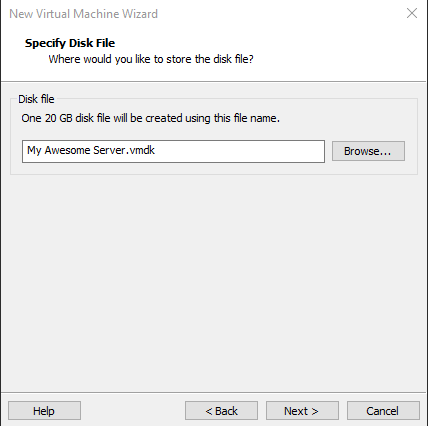 New Virtual Machine Wizard
Specify Disk File
Where would you like to store the disk file?
Disk file
One 20 GB disk file will be created using this file name.
My Awesome Server.vmdk
Browse...
Help
< Back
Next >
Cancel